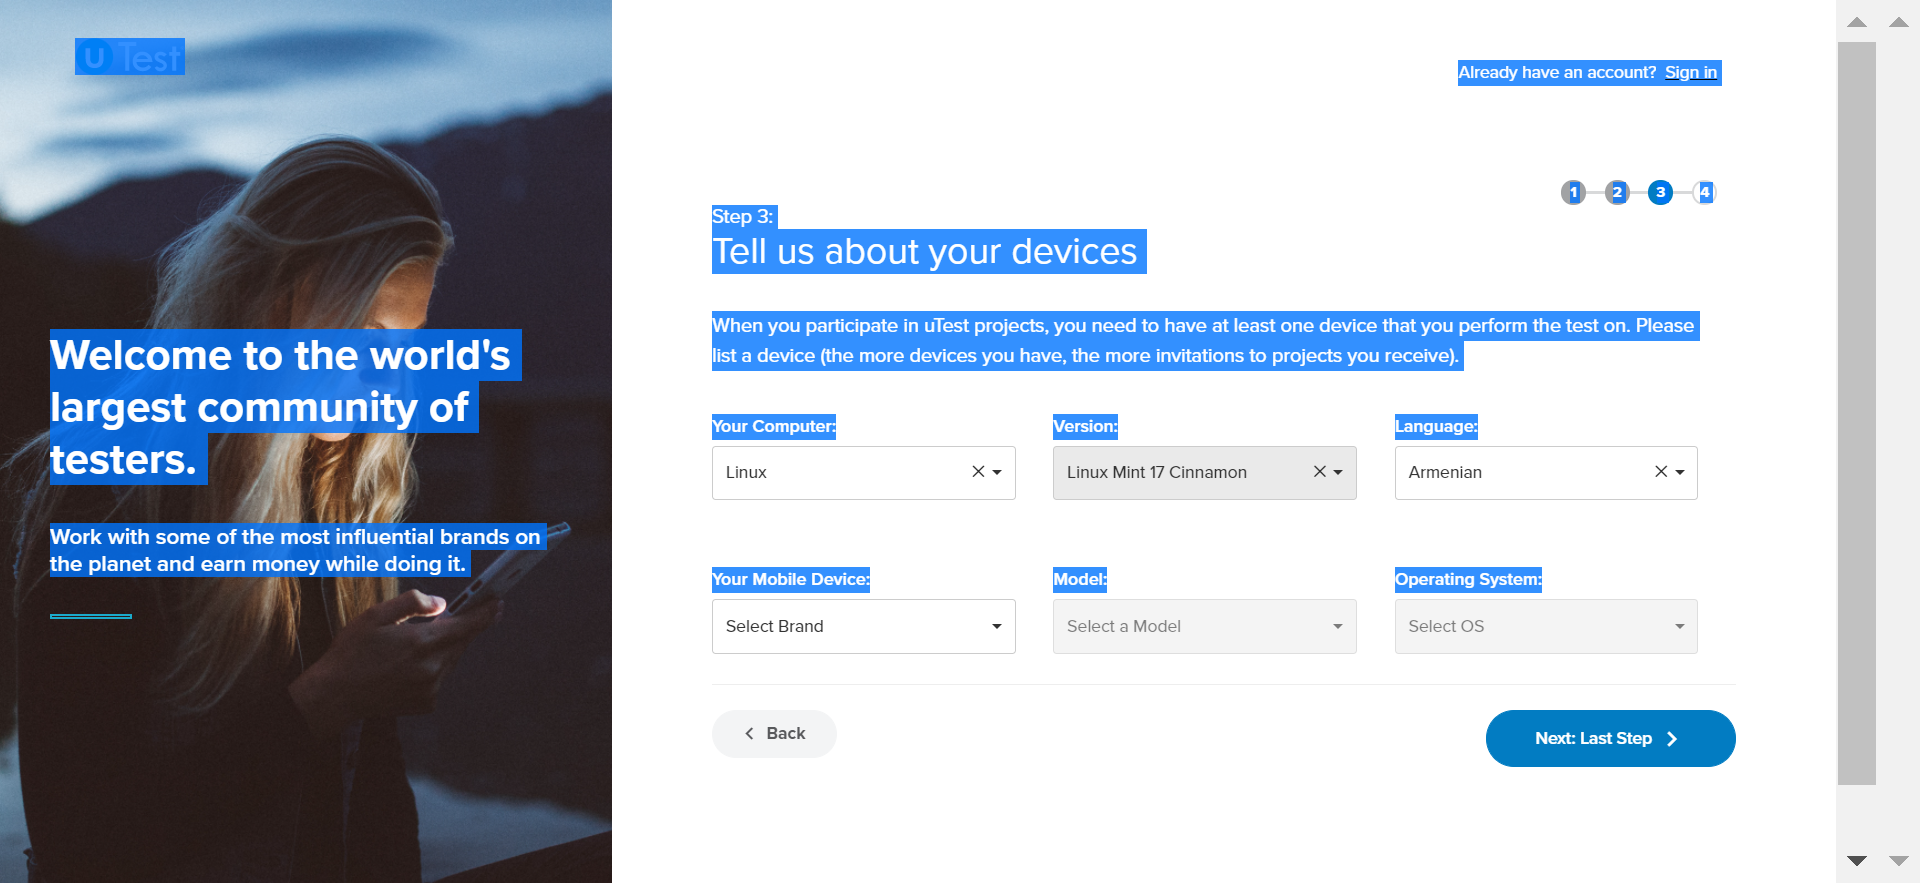 u Test
Already have an account? Sign in
1 2 3 4
Step 3:
Tell us about your devices
When you participate in uTest projects, you need to have at least one device that you perform the test on. Please
list a device (the more devices you have, the more invitations to projects you receive).
Welcome to the world's
largest community of
testers.
Work with some of the most influential brands on
the planet and earn money while doing it.
Your Computer: Version: Language:
Linux Linux Mint 17 Cinnamon Armenian
Your Mobile Device: Model: Operating System:
Select Brand Select a Model Select OS
Back Next: Last Step